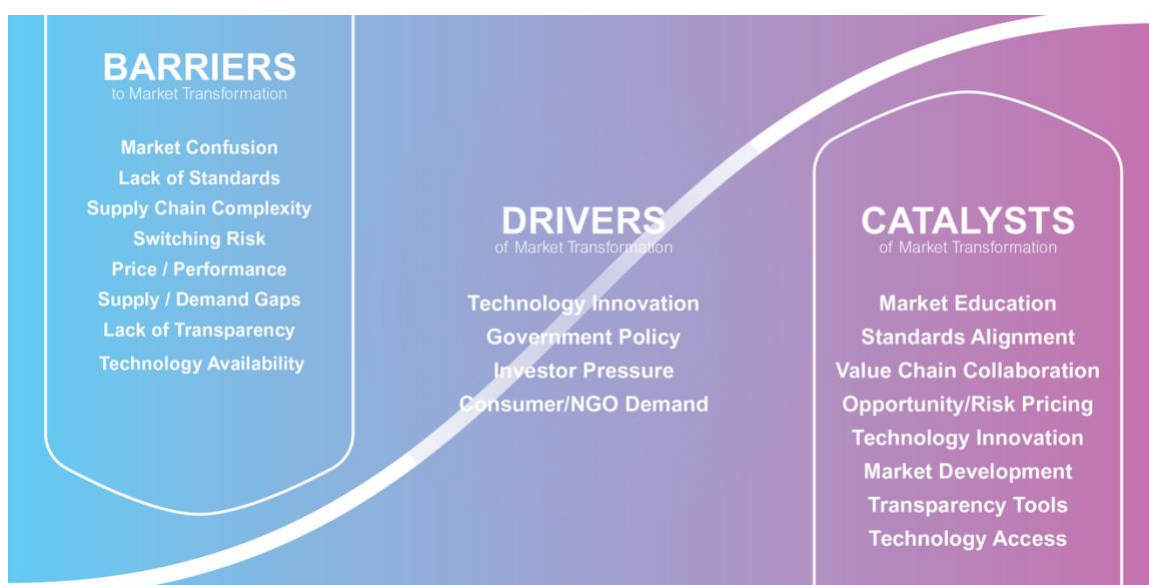 BARRIERS
to Market Transformation
Market Confusion
Lack of Standards
Supply Chain Complexity
Switching Risk
Price / Performance
Supply / Demand Gaps
Lack of Transparency
Technology Availability
DRIVERS
of Market Transformation
Technology Innovation
Government Policy
Investor Pressure
Consumer/NGO Demand
CATALYSTS
of Market Transformation
Market Education
Standards Alignment
Value Chain Collaboration
Opportunity/Risk Pricing
Technology Innovation
Market Development
Transparency Tools
Technology Access